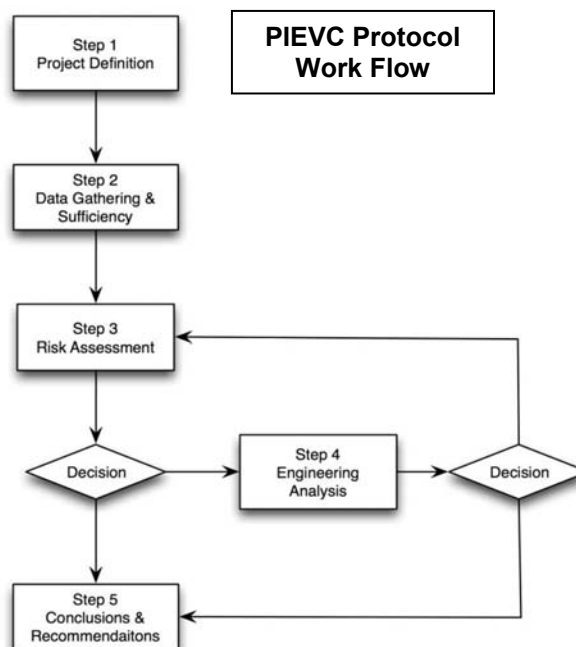 PIEVC Protocol
Work Flow
Step 1
Project Definition
Step 2
Data Gathering &
Sufficiency
Step 3
Risk Assessment
Decision
Step 4
Engineering
Analysis
Decision
Step 5
Conclusions &
Recommendaitons